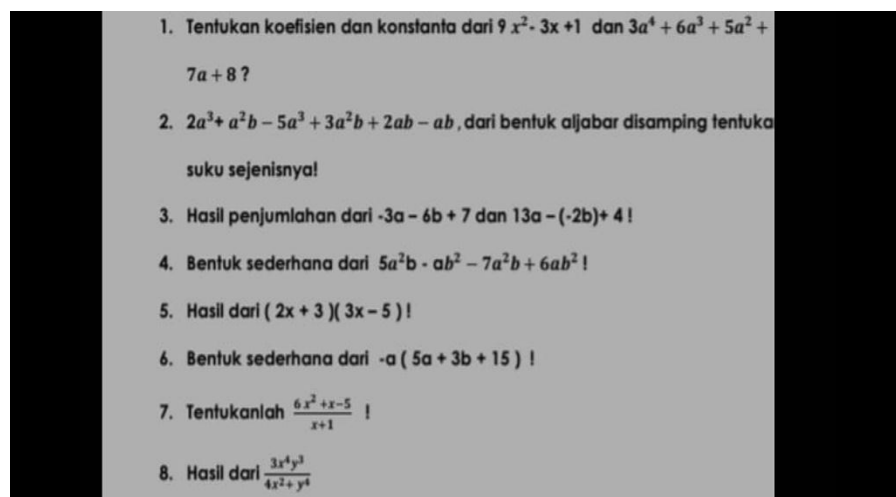 1. Tentukan koefisien dan konstanta dari 9 x² - 3x +1 dan 3a⁴ + 6a³ + 5a² +
7a + 8 ?
2. 2a³+ a²b – 5a³ + 3a²b + 2ab – ab , dari bentuk aljabar disamping tentuka
suku sejenisnya!
3. Hasil penjumlahan dari -3a – 6b + 7 dan 13a – (-2b)+ 4 !
4. Bentuk sederhana dari 5a²b - ab² – 7a²b + 6ab² !
5. Hasil dari ( 2x + 3 )( 3x – 5 ) !
6. Bentuk sederhana dari -a ( 5a + 3b + 15 ) !
7. Tentukanlah (6x² +x−5)/(x+1) !
8. Hasil dari (3x⁴y³)/(4x²+ y⁴)